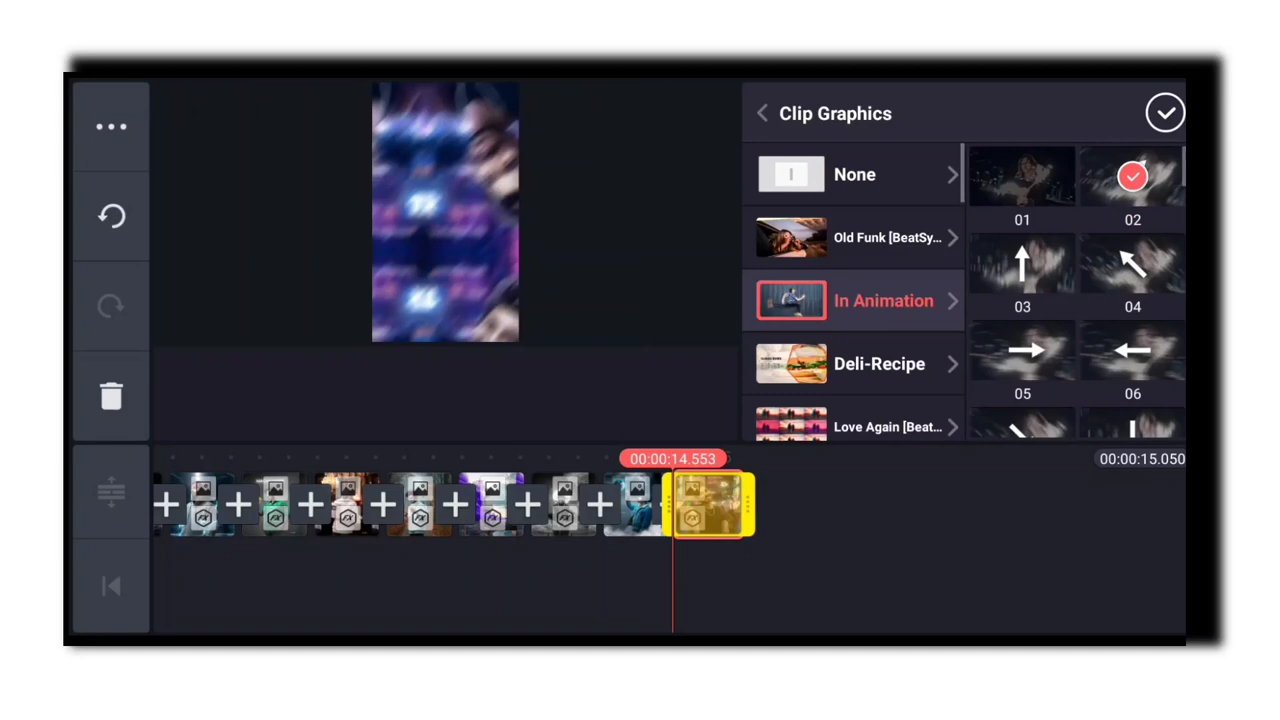 Clip Graphics
None
Old Funk [BeatSy...
In Animation
Deli-Recipe
Love Again [Beat...
01
02
03
04
05
06
00:00:14.553
00:00:15.050